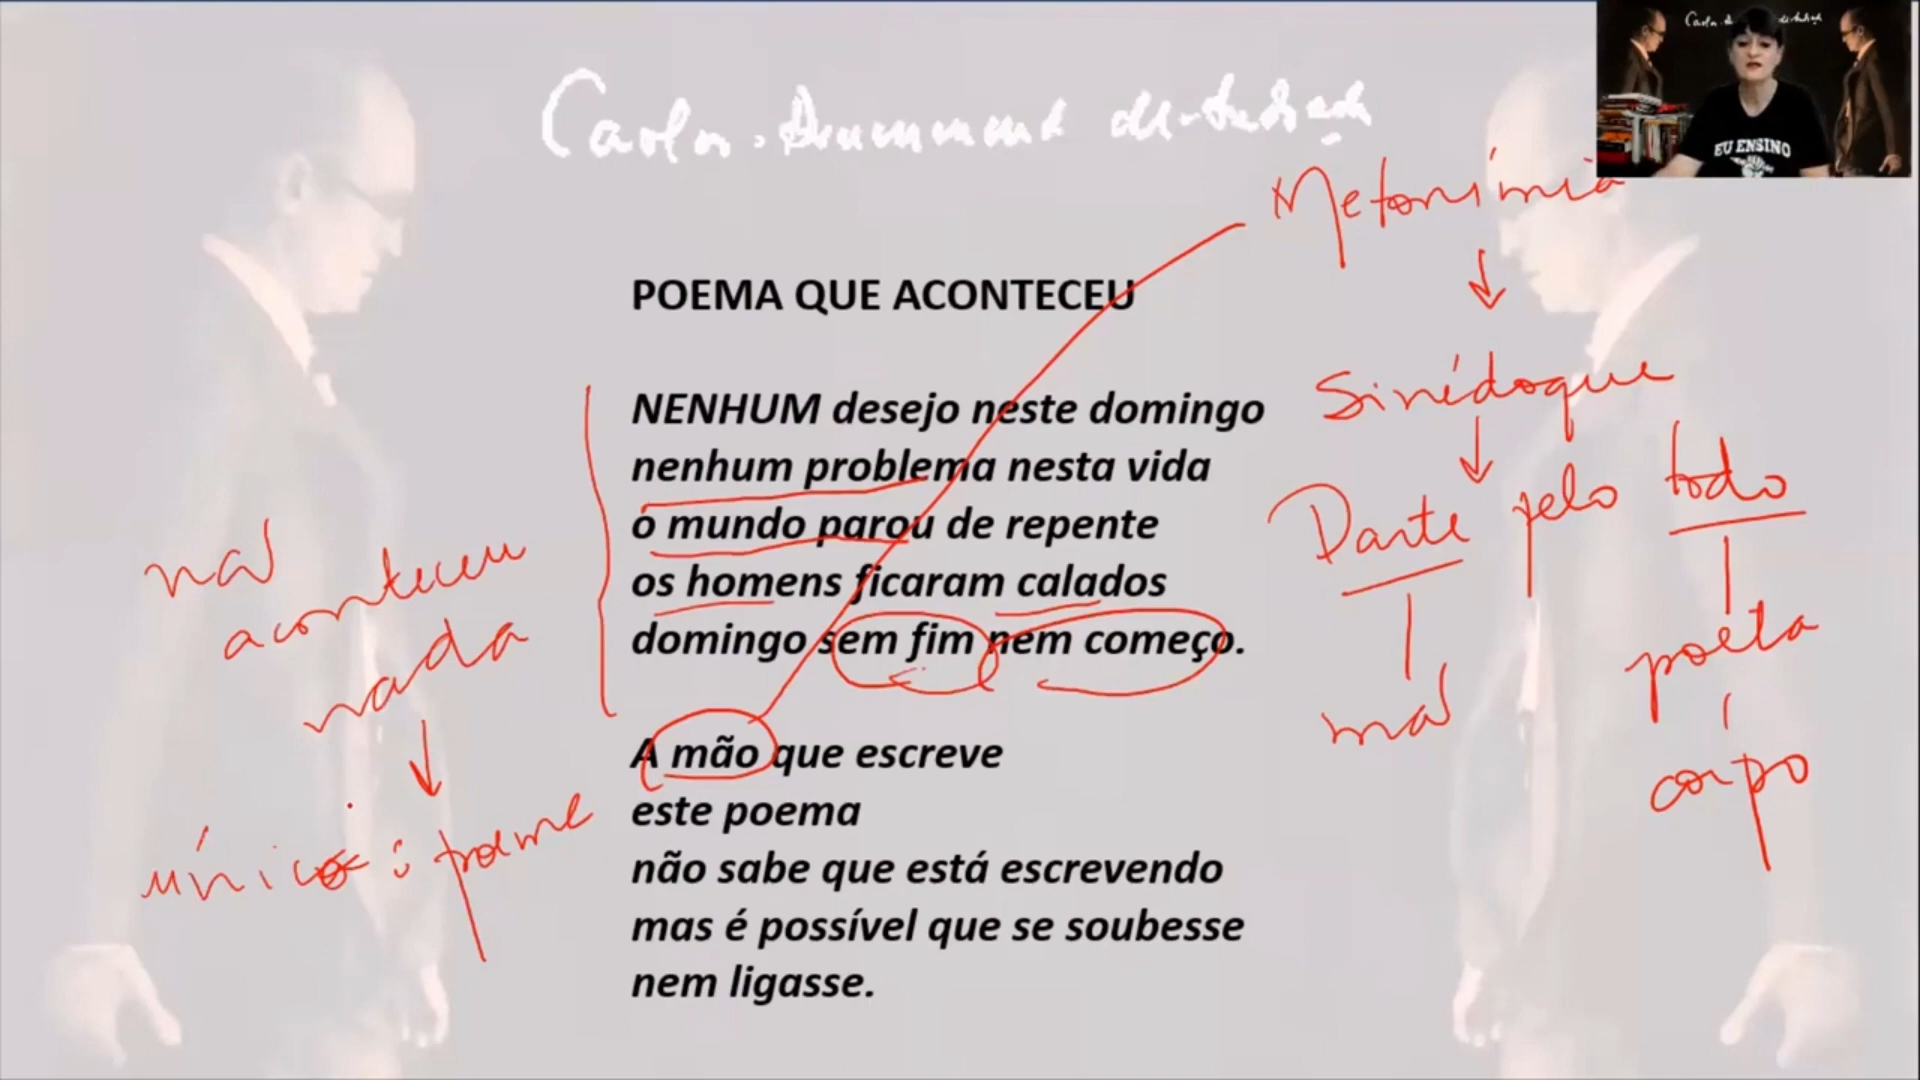 Carlos Drummond de Andrade
EU ENSINO
Metonímia
POEMA QUE ACONTECEU
Sinédoque
NENHUM desejo neste domingo
nenhum problema nesta vida
Parte pelo todo
o mundo parou de repente
os homens ficaram calados
domingo sem fim nem começo.
não
aconteceu
nada
único: poema
mão
poeta
corpo
A mão que escreve
este poema
não sabe que está escrevendo
mas é possível que se soubesse
nem ligasse.